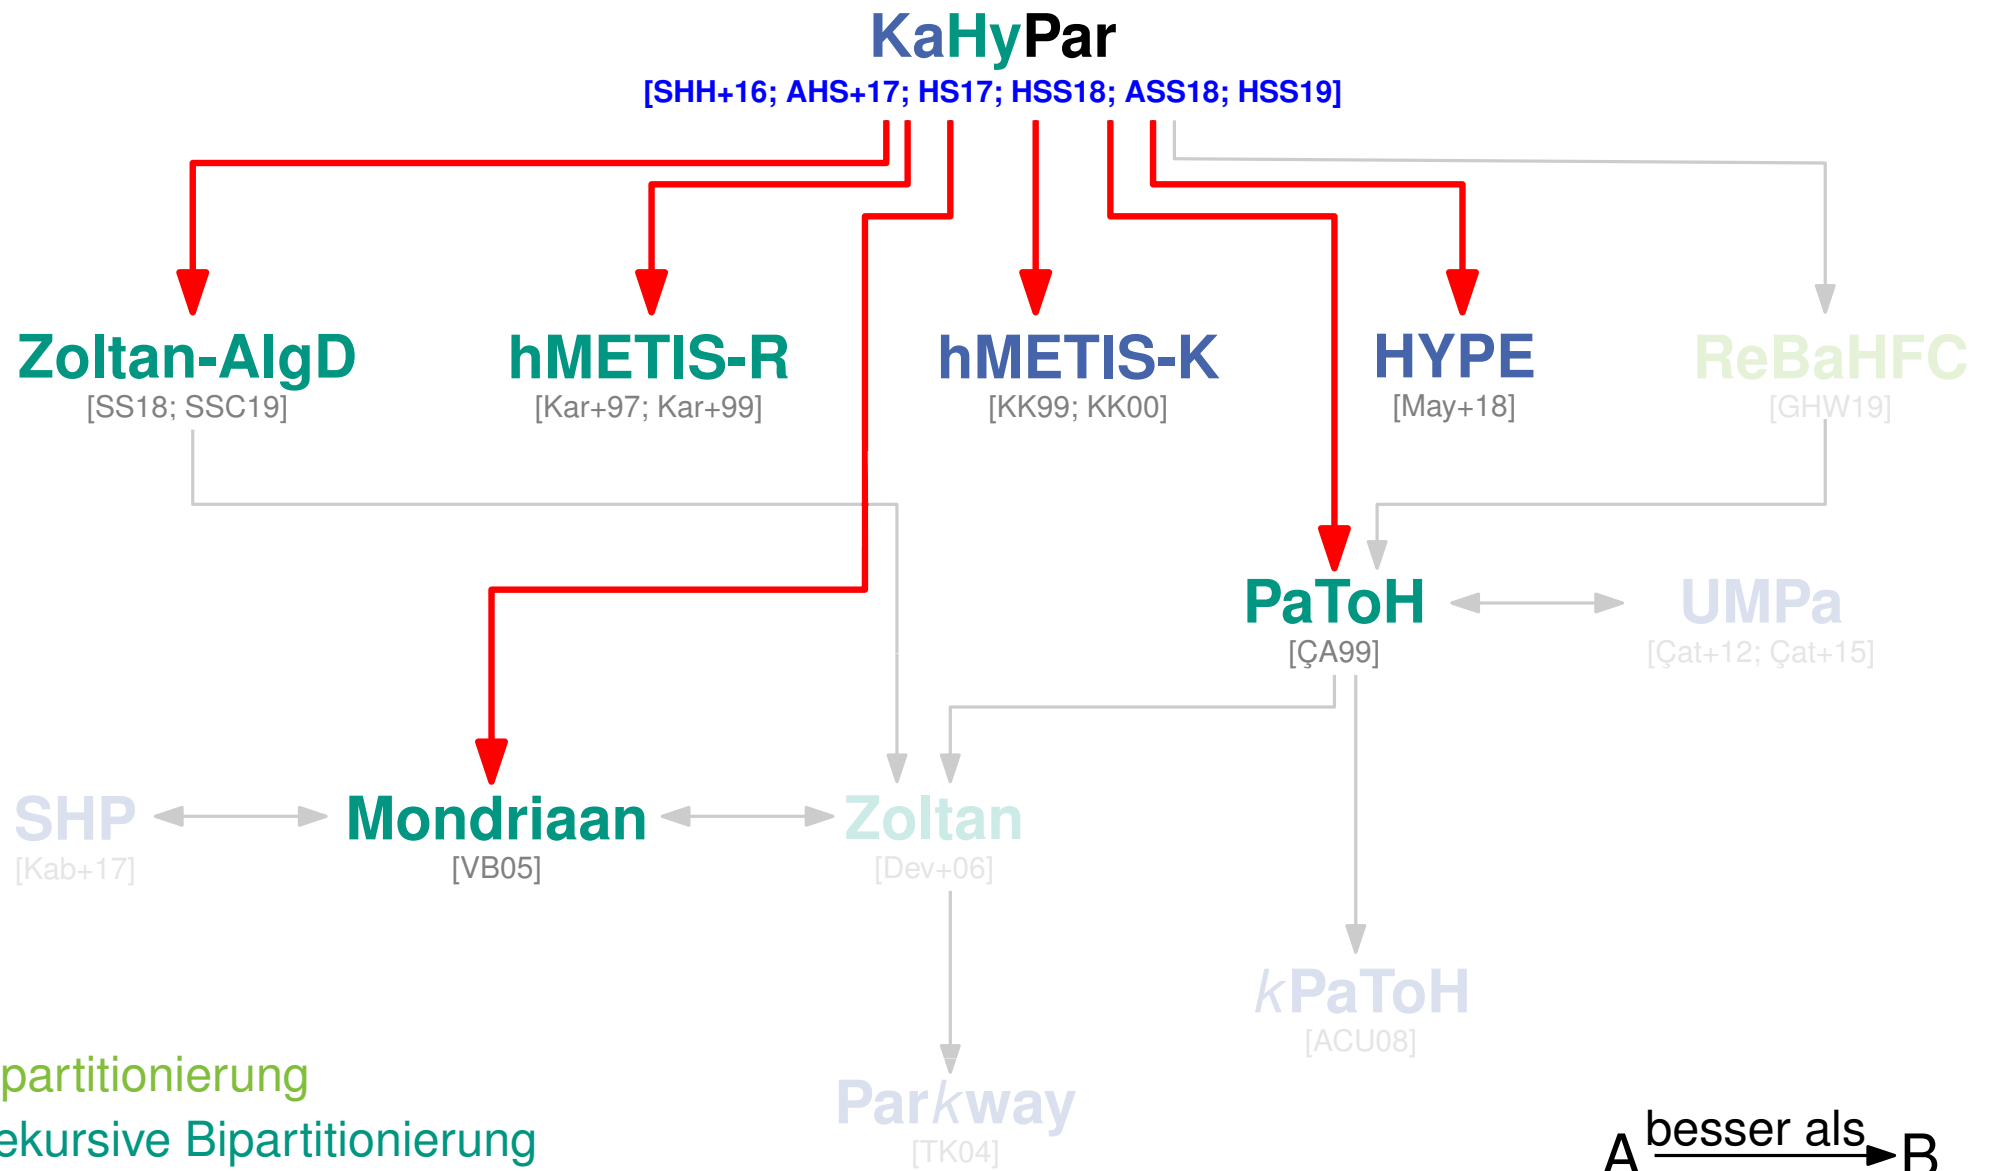 KaHyPar
[SHH+16; AHS+17; HS17; HSS18; ASS18; HSS19]
Zoltan-AlgD
[SS18; SSC19]
hMETIS-R
[Kar+97; Kar+99]
hMETIS-K
[KK99; KK00]
HYPE
[May+18]
ReBaHFC
[GHW19]
PaToH
[ÇA99]
UMPa
[Çat+12; Çat+15]
SHP
[Kab+17]
Mondriaan
[VB05]
Zoltan
[Dev+06]
kPaToH
[ACU08]
Parkway
[TK04]
partitionierung
ekursive Bipartitionierung
A besser als B